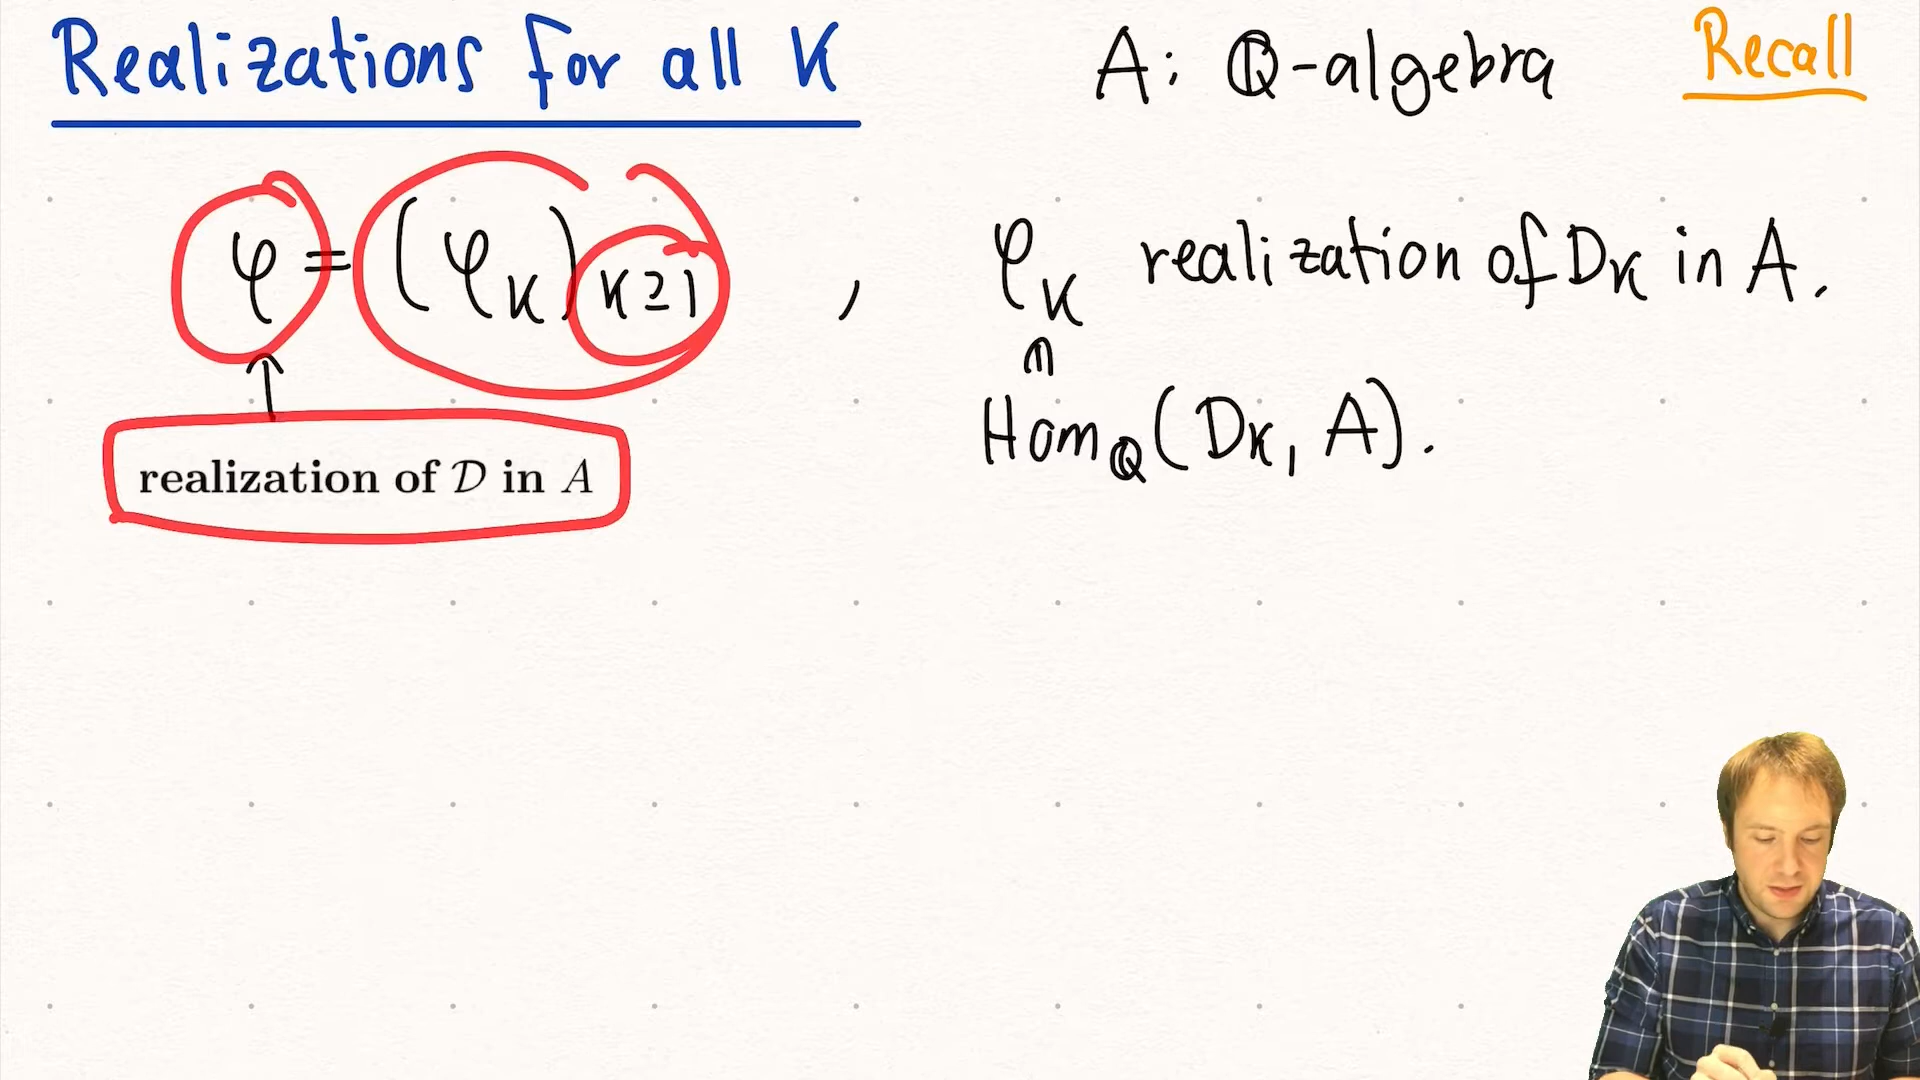 Realizations for all k
A: ℚ-algebra
Recall
φ = (φ_k)_{k≥1} , φ_k realization of D_k in A.
∩
Hom_ℚ(D_k, A).
↑
realization of 𝒟 in A